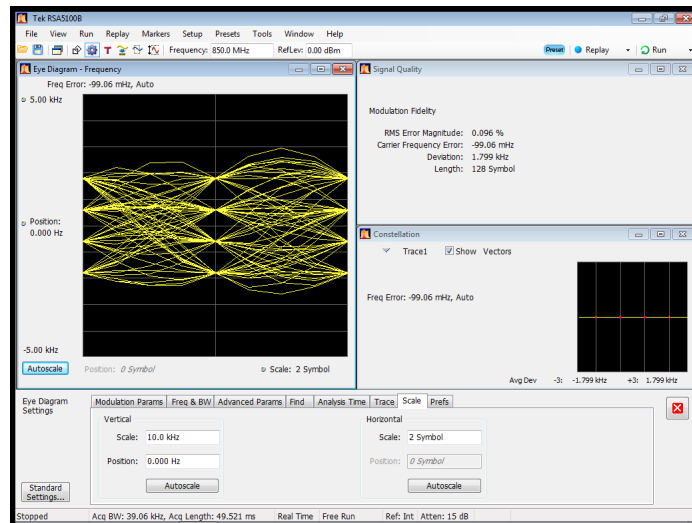 Tek RSA5100B
File View Run Replay Markers Setup Presets Tools Window Help
T Frequency: 850.0 MHz RefLev: 0.00 dBm Preset Replay Run
Eye Diagram - Frequency
Freq Error: -99.06 mHz, Auto
5.00 kHz
Position:
0.000 Hz
-5.00 kHz
Autoscale Position: 0 Symbol Scale: 2 Symbol
Signal Quality
Modulation Fidelity
RMS Error Magnitude: 0.096 %
Carrier Frequency Error: -99.06 mHz
Deviation: 1.799 kHz
Length: 128 Symbol
Constellation
Trace1 Show Vectors
Freq Error: -99.06 mHz, Auto
Avg Dev -3: -1.799 kHz +3: 1.799 kHz
Eye Diagram
Settings
Modulation Params Freq & BW Advanced Params Find Analysis Time Trace Scale Prefs
Vertical
Scale: 10.0 kHz
Position: 0.000 Hz
Autoscale
Horizontal
Scale: 2 Symbol
Position: 0 Symbol
Autoscale
Standard
Settings...
Stopped Acq BW: 39.06 kHz, Acq Length: 49.521 ms Real Time Free Run Ref: Int Atten: 15 dB